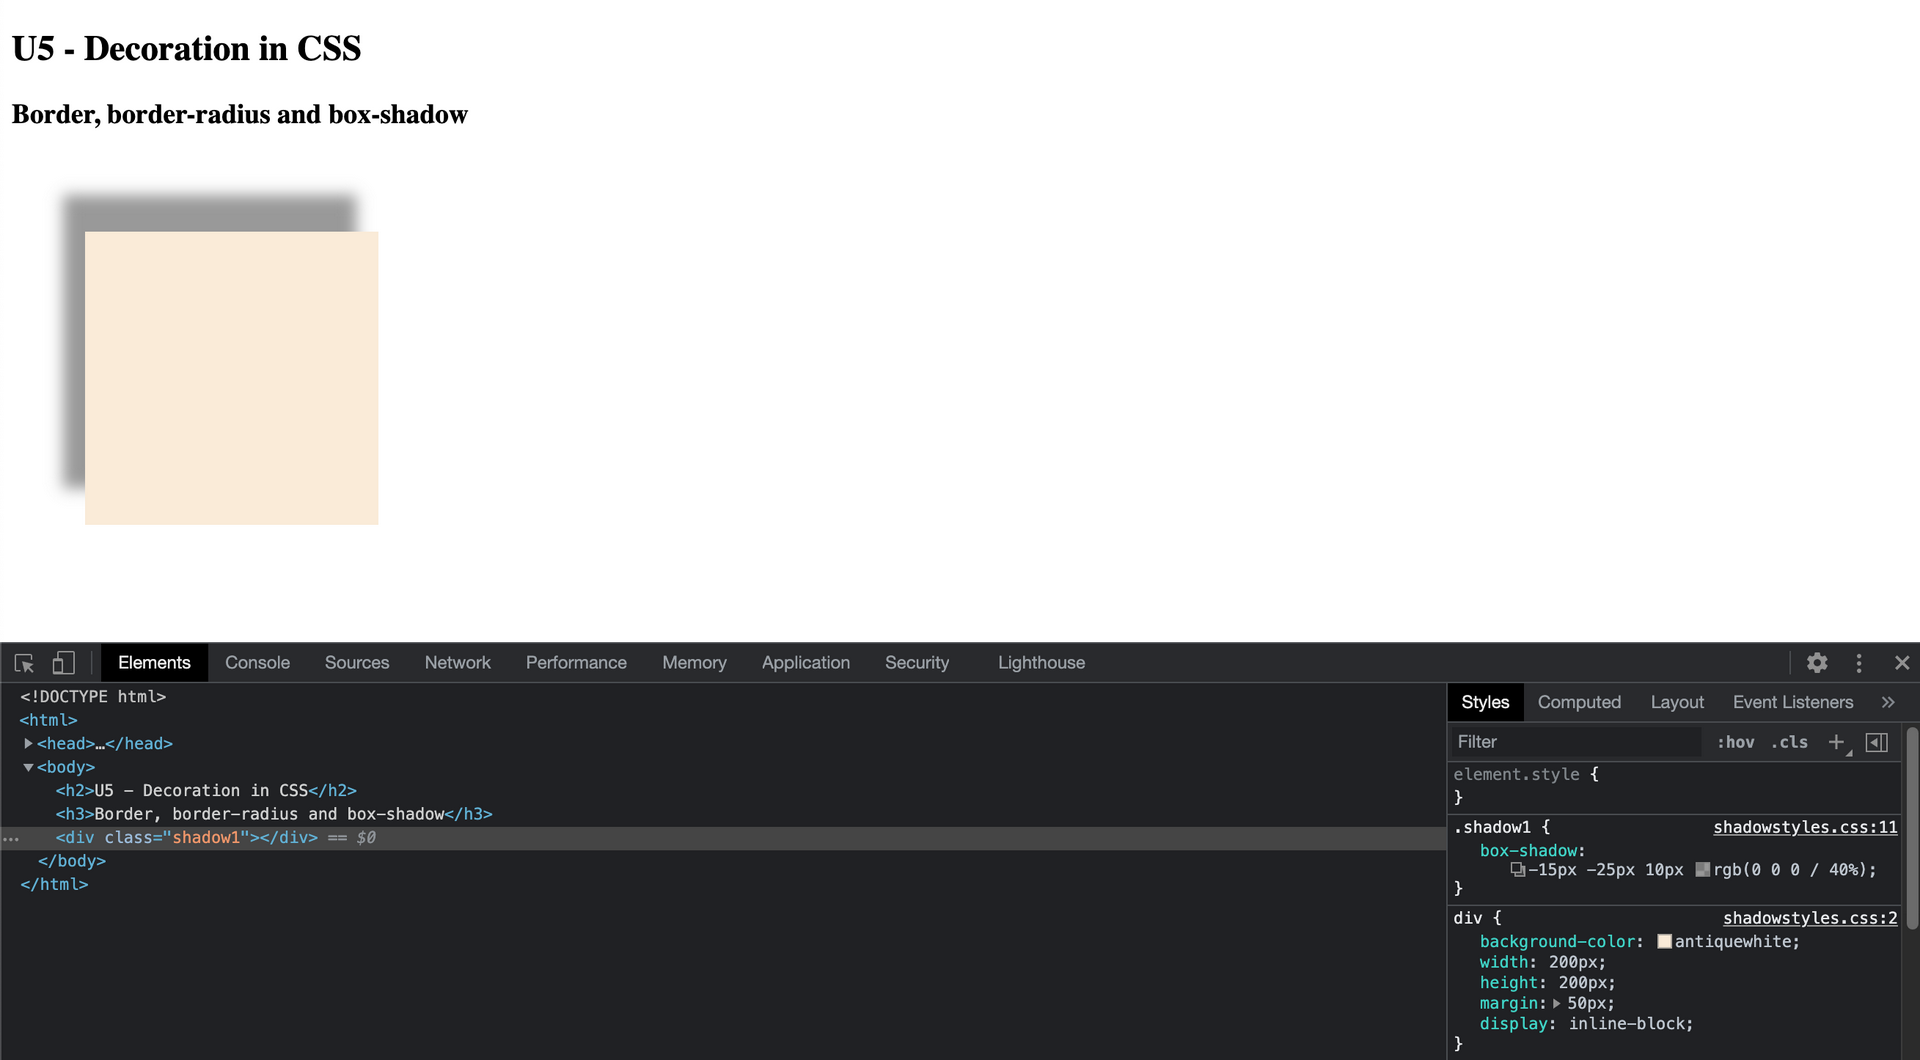 U5 - Decoration in CSS
Border, border-radius and box-shadow
Elements Console Sources Network Performance Memory Application Security Lighthouse
<!DOCTYPE html>
<html>
<head>…</head>
<body>
<h2>U5 – Decoration in CSS</h2>
<h3>Border, border-radius and box-shadow</h3>
<div class="shadow1"></div> == $0
</body>
</html>
Styles Computed Layout Event Listeners »
Filter :hov .cls +
element.style {
}
.shadow1 { shadowstyles.css:11
box-shadow:
-15px -25px 10px rgb(0 0 0 / 40%);
}
div { shadowstyles.css:2
background-color: antiquewhite;
width: 200px;
height: 200px;
margin: 50px;
display: inline-block;
}